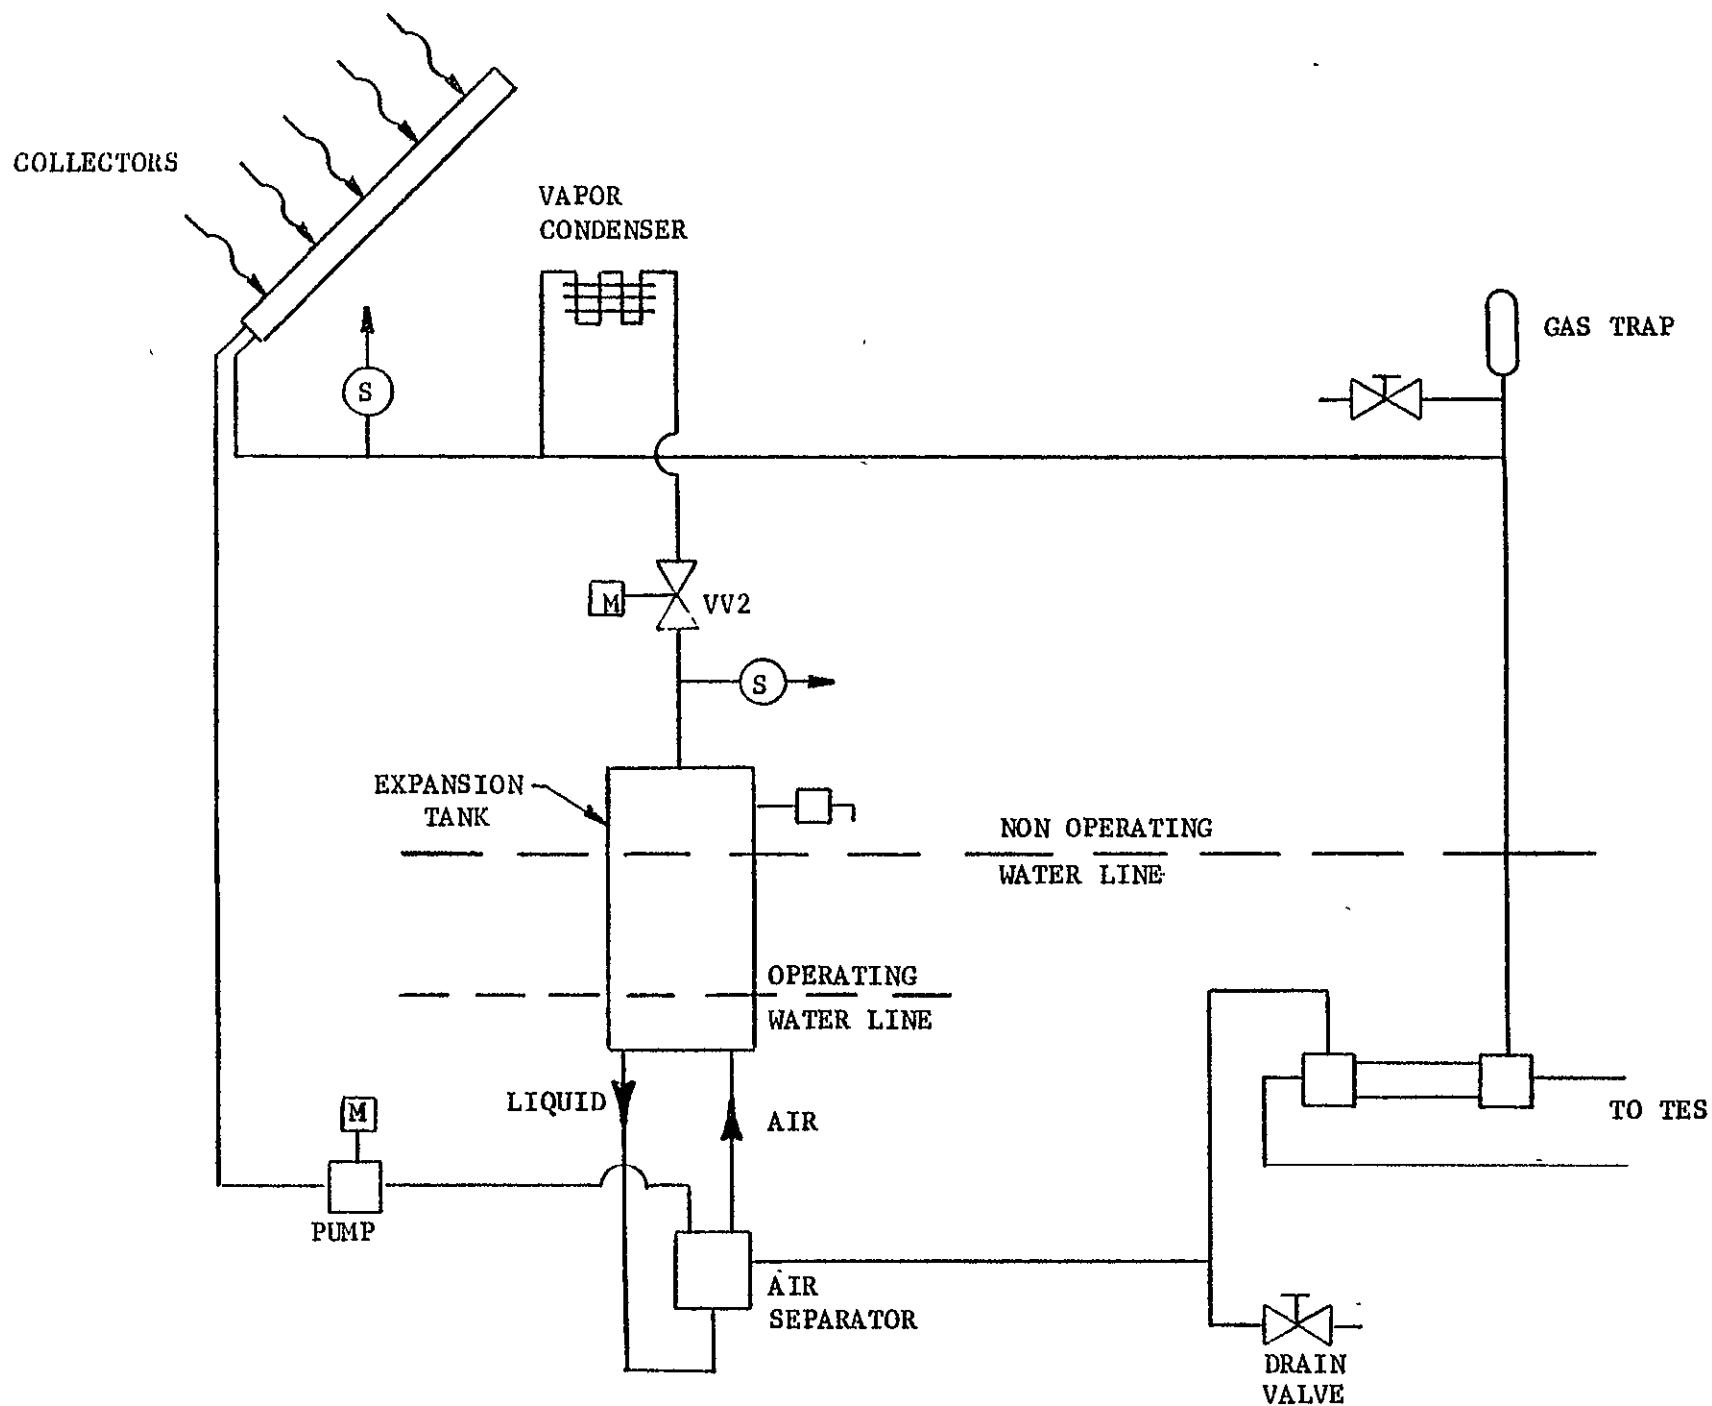 COLLECTORS
VAPOR
CONDENSER
GAS TRAP
S
M
VV2
S
EXPANSION
TANK
NON OPERATING
WATER LINE
OPERATING
WATER LINE
LIQUID
AIR
M
TO TES
PUMP
AIR
SEPARATOR
DRAIN
VALVE